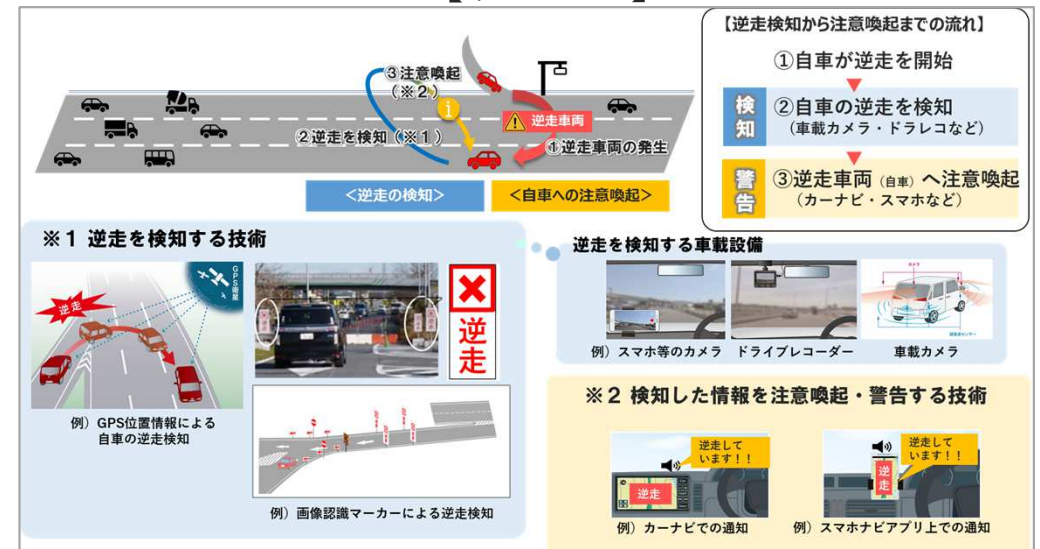 【逆走検知から注意喚起までの流れ】
①自車が逆走を開始
検知
②自車の逆走を検知
(車載カメラ・ドラレコなど)
警告
③逆走車両(自車)へ注意喚起
(カーナビ・スマホなど)
③注意喚起
(※2)
i
逆走車両
②逆走を検知(※1)
①逆走車両の発生
<逆走の検知>
<自車への注意喚起>
※1 逆走を検知する技術
GPS衛星
逆走
例)GPS位置情報による
自車の逆走検知
逆走
例)画像認識マーカーによる逆走検知
逆走を検知する車載設備
カメラ
例)スマホ等のカメラ
ドライブレコーダー
車載カメラ
※2 検知した情報を注意喚起・警告する技術
逆走して
います!!
逆走
例)カーナビでの通知
逆走して
います!!
逆走
例)スマホナビアプリ上での通知